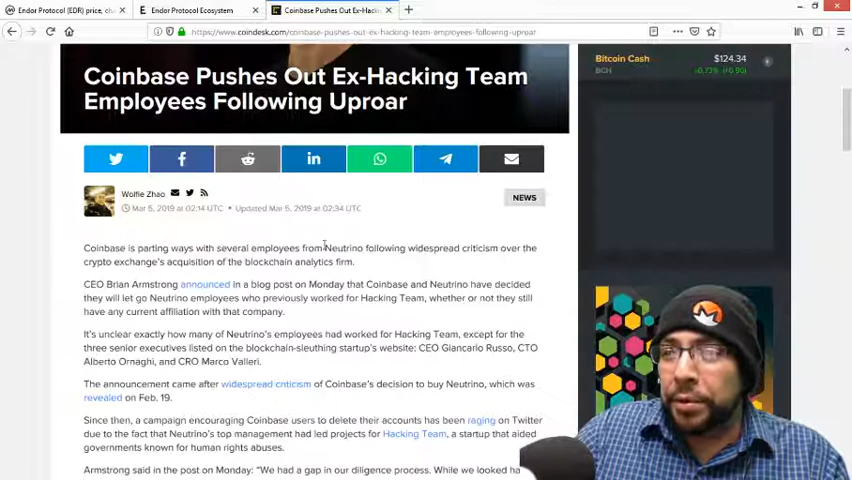 Endor Protocol (EDR) price, ch
Endor Protocol Ecosystem
Coinbase Pushes Out Ex-Hackin
https://www.coindesk.com/coinbase-pushes-out-ex-hacking-team-employees-following-uproar
Coinbase Pushes Out Ex-Hacking Team
Employees Following Uproar
Bitcoin Cash
BCH
$124.34
Wolfie Zhao
Mar 5, 2019 at 02:14 UTC • Updated Mar 5, 2019 at 02:34 UTC
NEWS
Coinbase is parting ways with several employees from Neutrino following widespread criticism over the
crypto exchange's acquisition of the blockchain analytics firm.
CEO Brian Armstrong announced in a blog post on Monday that Coinbase and Neutrino have decided
they will let go Neutrino employees who previously worked for Hacking Team, whether or not they still
have any current affiliation with that company.
It's unclear exactly how many of Neutrino's employees had worked for Hacking Team, except for the
three senior executives listed on the blockchain-sleuthing startup's website: CEO Giancarlo Russo, CTO
Alberto Ornaghi, and CRO Marco Valleri.
The announcement came after widespread criticism of Coinbase's decision to buy Neutrino, which was
revealed on Feb. 19.
Since then, a campaign encouraging Coinbase users to delete their accounts has been raging on Twitter
due to the fact that Neutrino's top management had led projects for Hacking Team, a startup that aided
governments known for human rights abuses.
Armstrong said in the post on Monday: "We had a gap in our diligence process. While we looked ha